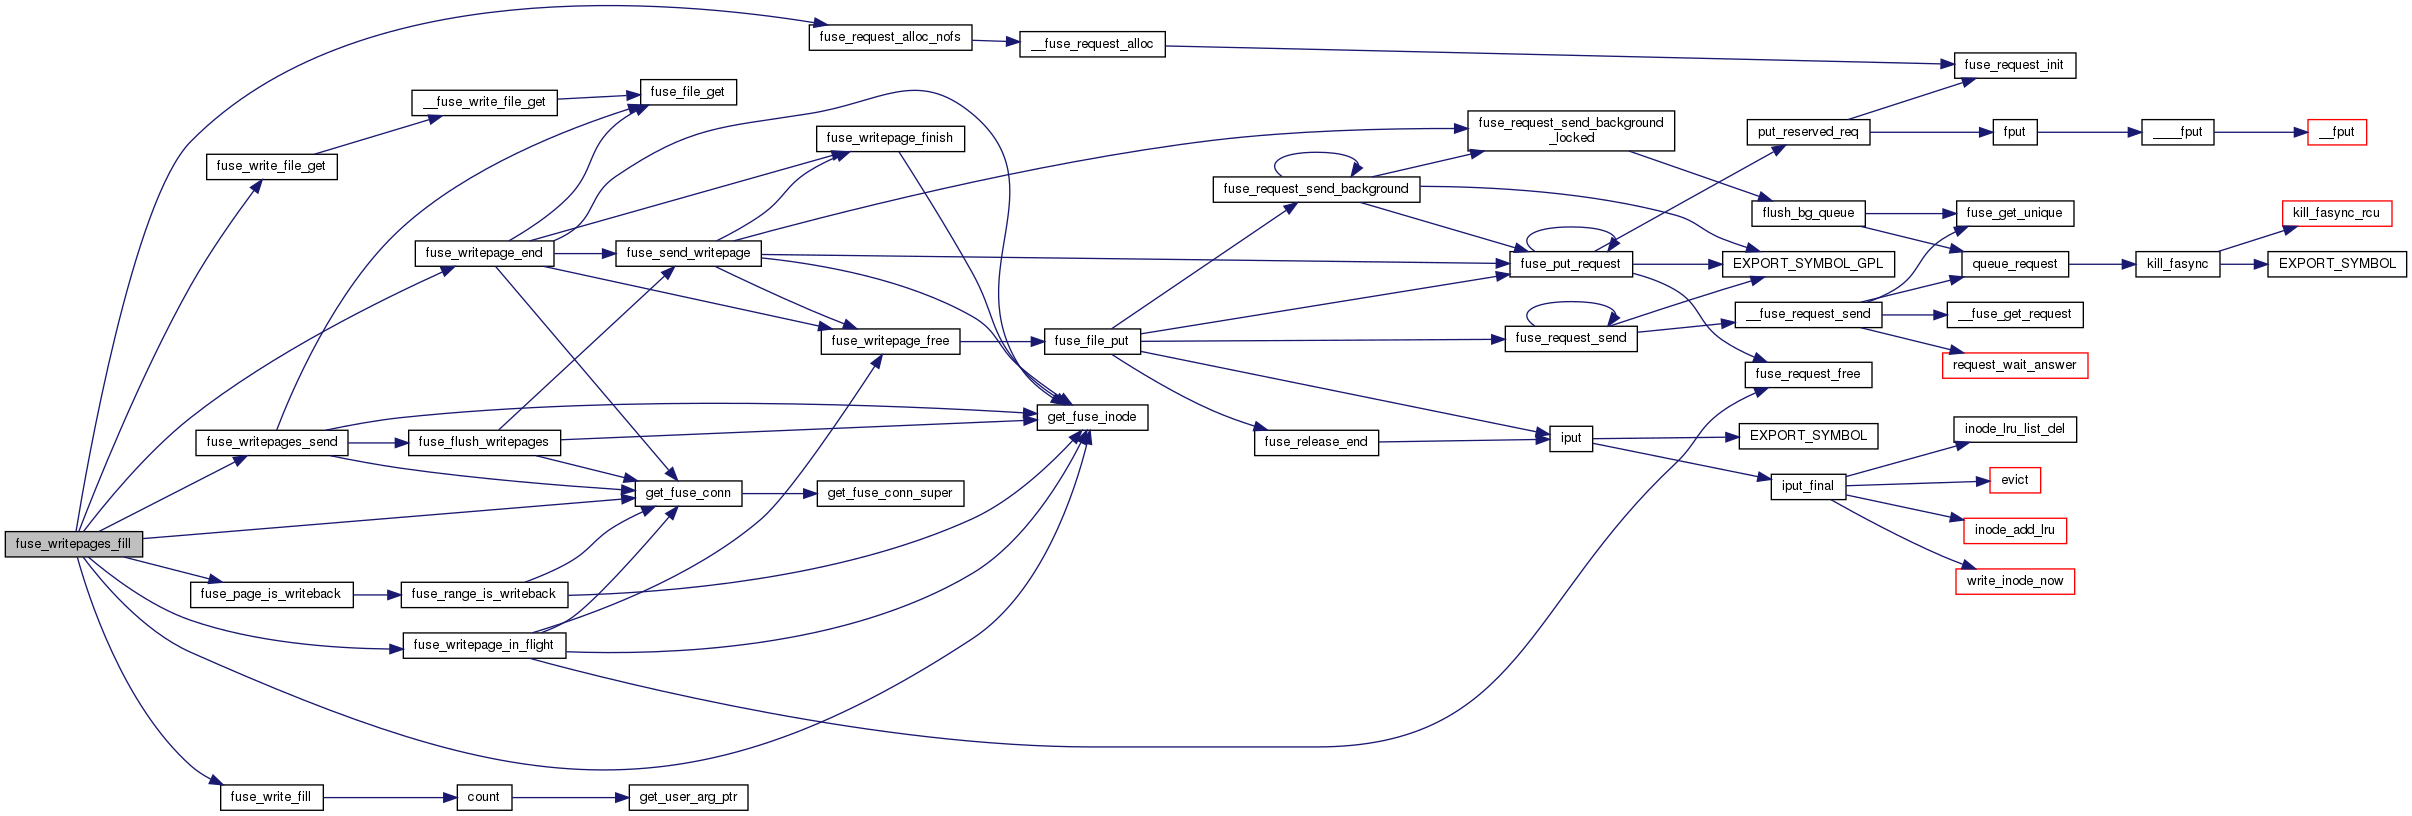 fuse_request_alloc_nofs
__fuse_request_alloc
fuse_request_init
fuse_file_get
__fuse_write_file_get
fuse_write_file_get
fuse_writepage_finish
fuse_request_send_background
_locked
put_reserved_req
fput
____fput
__fput
fuse_request_send_background
flush_bg_queue
fuse_get_unique
kill_fasync_rcu
fuse_writepage_end
fuse_send_writepage
fuse_put_request
EXPORT_SYMBOL_GPL
queue_request
kill_fasync
EXPORT_SYMBOL
__fuse_request_send
__fuse_get_request
fuse_writepage_free
fuse_file_put
fuse_request_send
request_wait_answer
fuse_request_free
get_fuse_inode
fuse_writepages_send
fuse_flush_writepages
fuse_release_end
iput
EXPORT_SYMBOL
inode_lru_list_del
get_fuse_conn
get_fuse_conn_super
iput_final
evict
inode_add_lru
fuse_writepages_fill
write_inode_now
fuse_page_is_writeback
fuse_range_is_writeback
fuse_writepage_in_flight
fuse_write_fill
count
get_user_arg_ptr